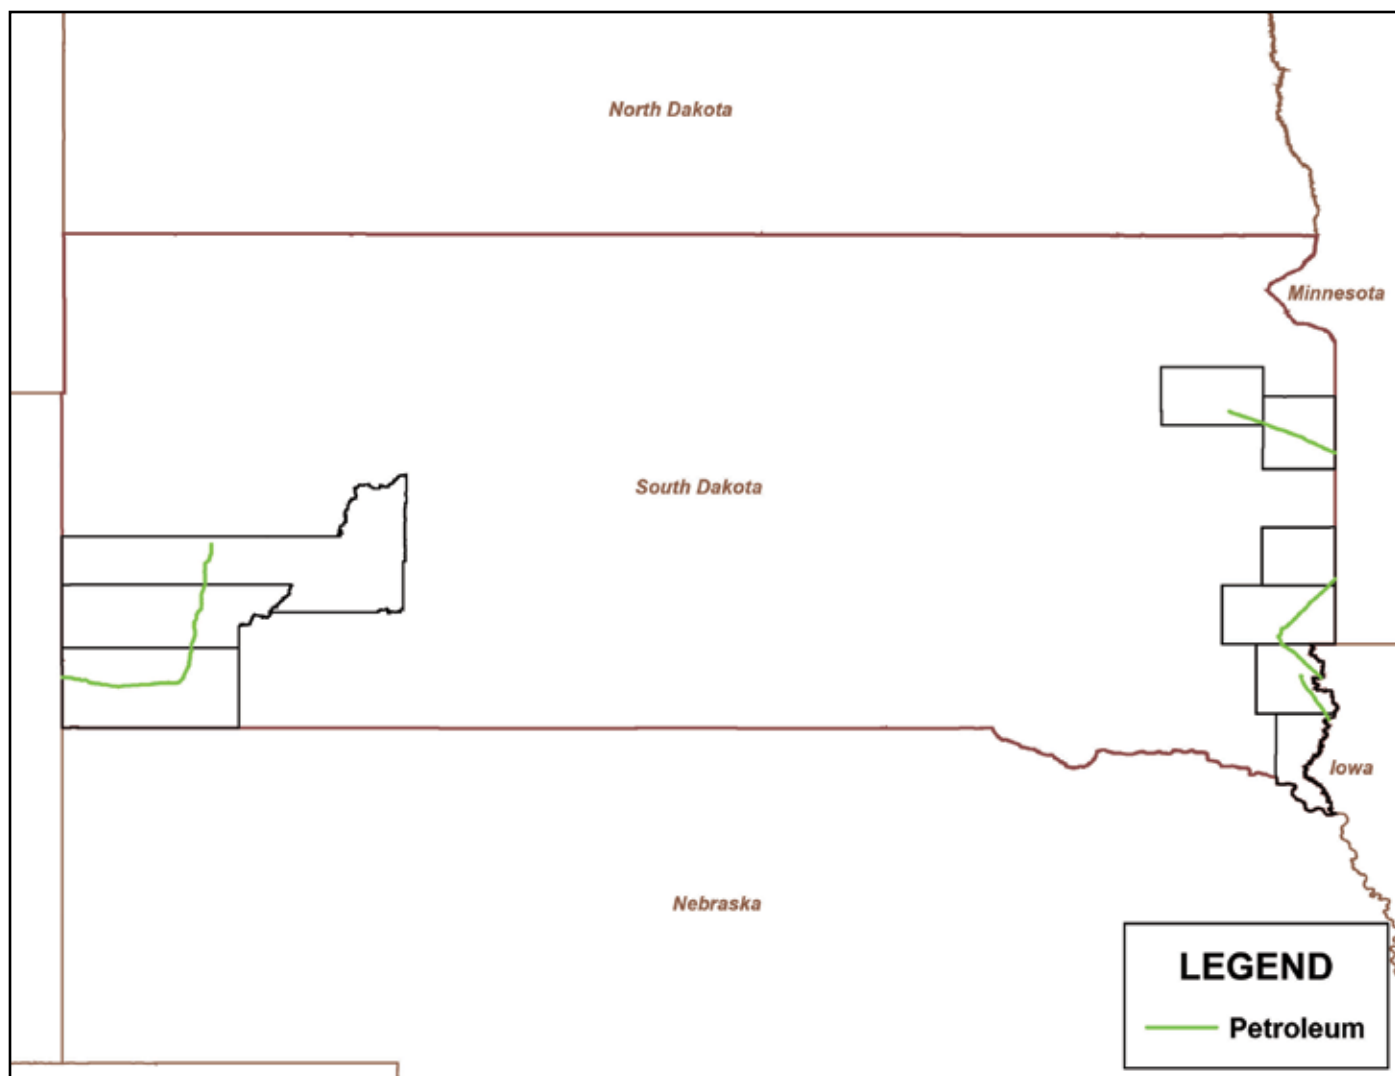 North Dakota
Minnesota
South Dakota
Iowa
Nebraska
LEGEND
Petroleum